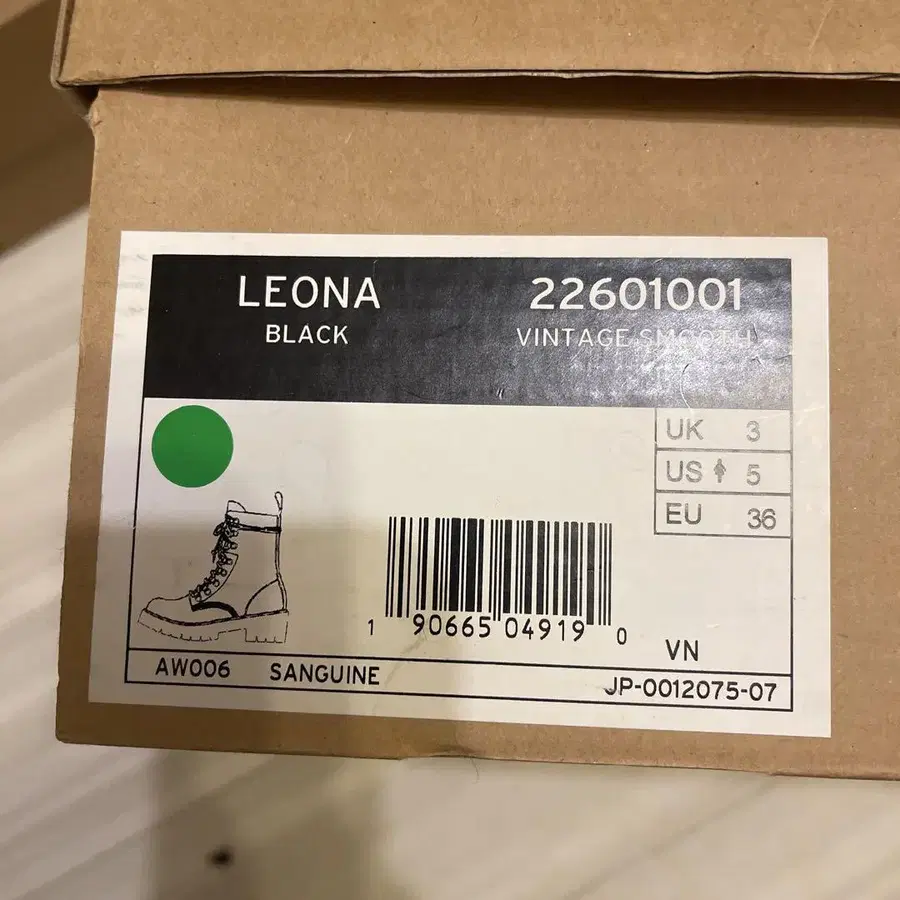 LEONA 22601001
BLACK VINTAGE SMOOTH
UK 3
US 5
EU 36
1 90665 04919 0
VN
AW006 SANGUINE JP-0012075-07